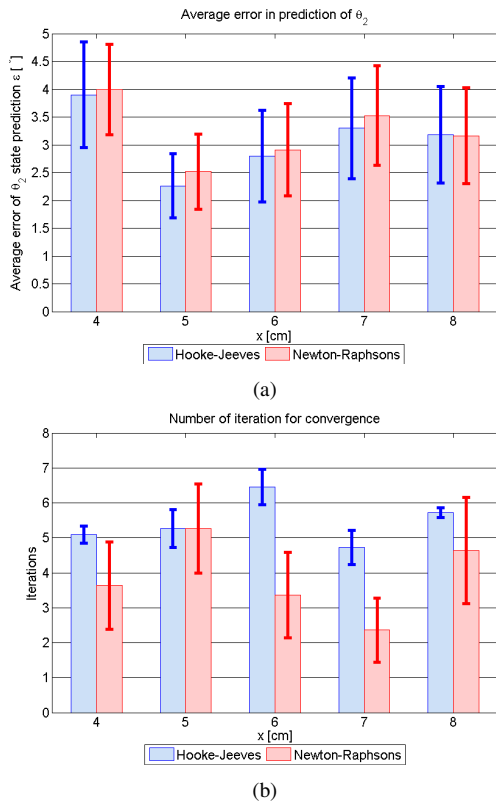 Average error in prediction of θ₂
Average error of θ₂ state prediction ε [°]
5
4.5
4
3.5
3
2.5
2
1.5
1
0.5
0
4 5 6 7 8
x [cm]
Hooke-Jeeves Newton-Raphsons
(a)
Number of iteration for convergence
Iterations
8
7
6
5
4
3
2
1
0
4 5 6 7 8
x [cm]
Hooke-Jeeves Newton-Raphsons
(b)